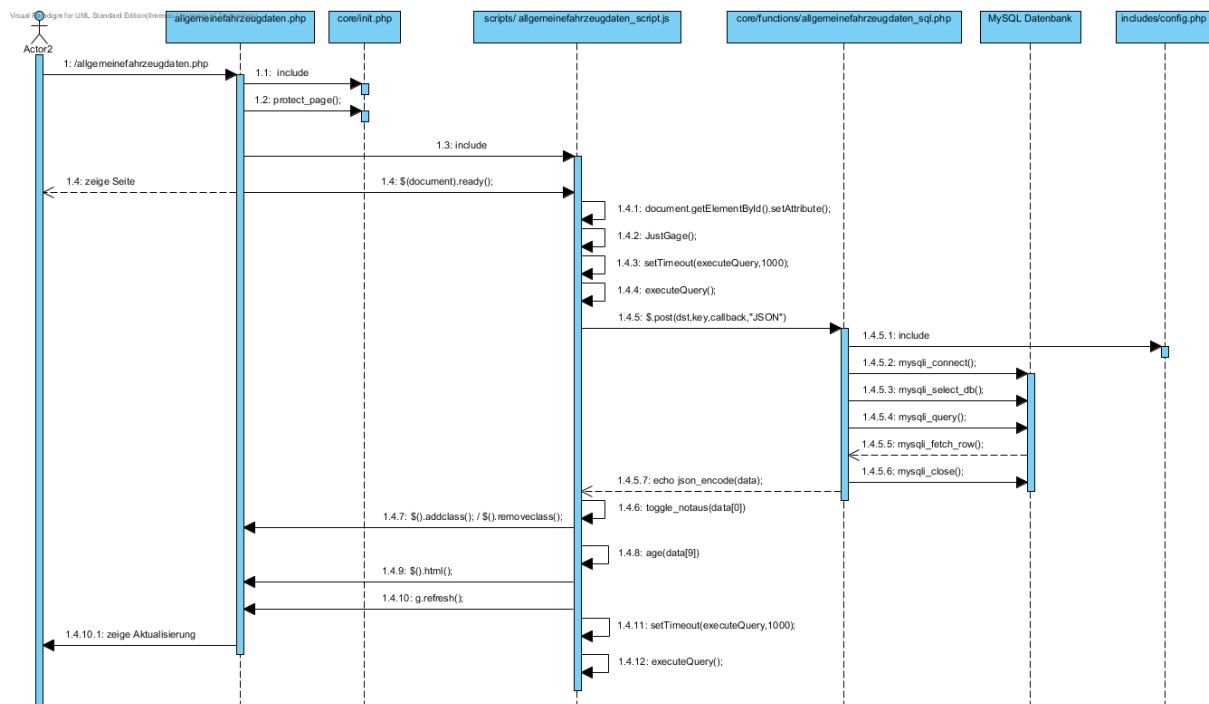 Visual Paradigm for UML Standard Edition
allgemeinefahrzeugdaten.php
core/init.php
scripts/ allgemeinefahrzeugdaten_script.js
core/functions/allgemeinefahrzeugdaten_sql.php
MySQL Datenbank
includes/config.php
Actor2
1: /allgemeinefahrzeugdaten.php
1.1: include
1.2: protect_page();
1.3: include
1.4: zeige Seite
1.4: $(document).ready();
1.4.1: document.getElementById().setAttribute();
1.4.2: JustGage();
1.4.3: setTimeout(executeQuery,1000);
1.4.4: executeQuery();
1.4.5: $.post(dst,key,callback,"JSON")
1.4.5.1: include
1.4.5.2: mysqli_connect();
1.4.5.3: mysqli_select_db();
1.4.5.4: mysqli_query();
1.4.5.5: mysqli_fetch_row();
1.4.5.6: mysqli_close();
1.4.5.7: echo json_encode(data);
1.4.6: toggle_notaus(data[0])
1.4.7: $().addclass(); / $().removeclass();
1.4.8: age(data[9])
1.4.9: $().html();
1.4.10: g.refresh();
1.4.11: setTimeout(executeQuery,1000);
1.4.10.1: zeige Aktualisierung
1.4.12: executeQuery();